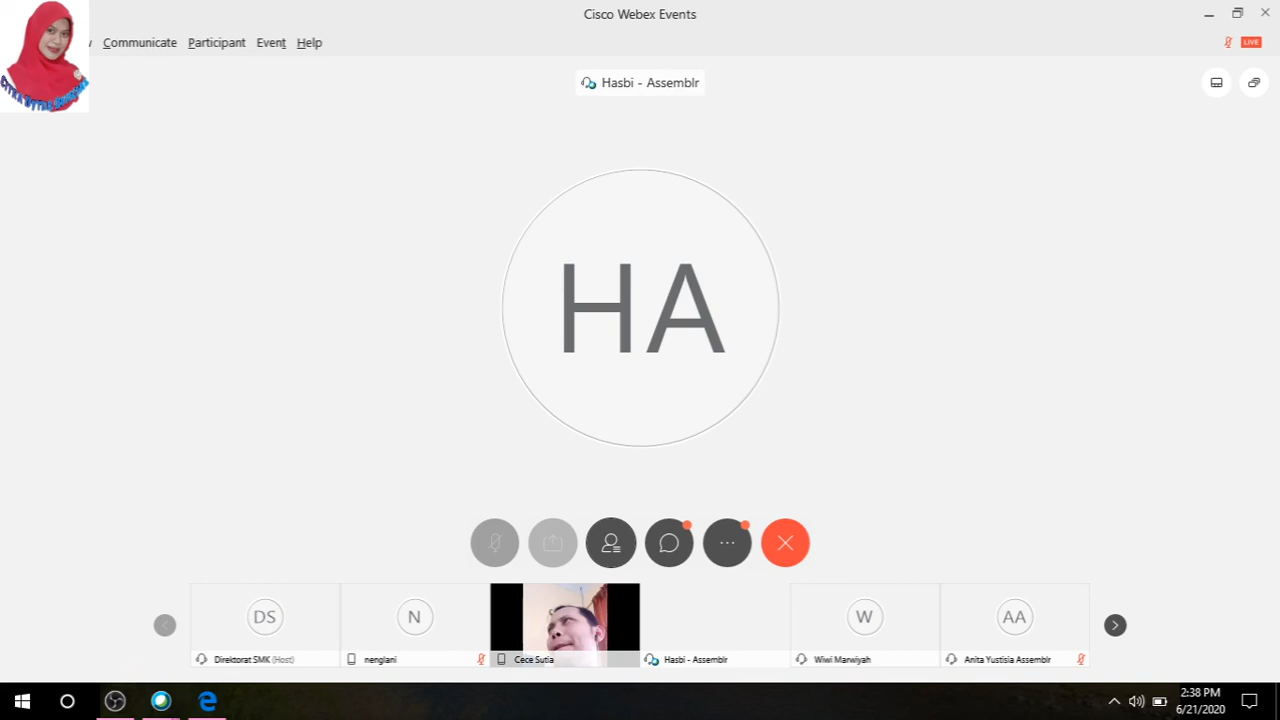 Cisco Webex Events
Communicate Participant Event Help
LIVE
Hasbi - Assemblr
HA
DS
N
W
AA
Direktorat SMK (Host)
nenglani
Cece Sutia
Hasbi - Assemblr
Wiwi Marwiyah
Anita Yustisia Assemblr
2:38 PM
6/21/2020